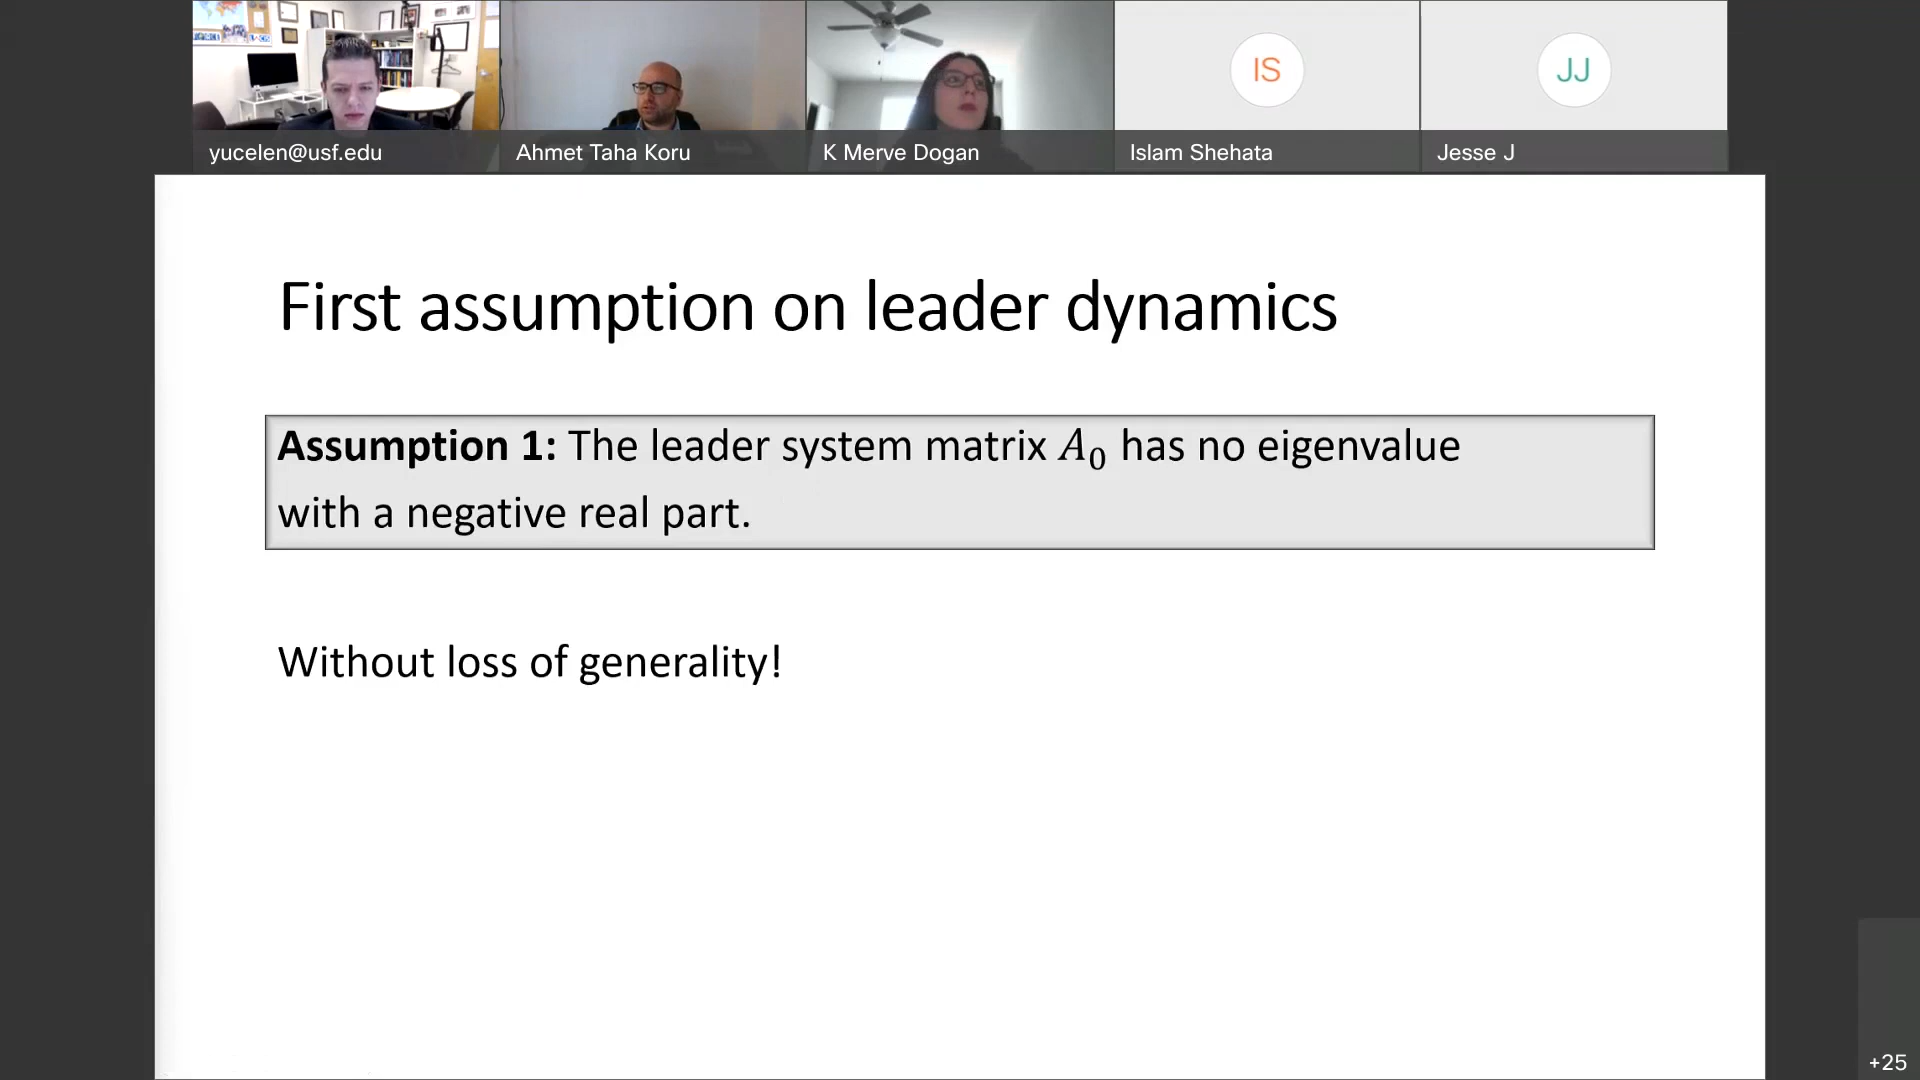 yucelen@usf.edu
Ahmet Taha Koru
K Merve Dogan
IS
Islam Shehata
JJ
Jesse J
First assumption on leader dynamics
Assumption 1: The leader system matrix A₀ has no eigenvalue
with a negative real part.
Without loss of generality!
+25